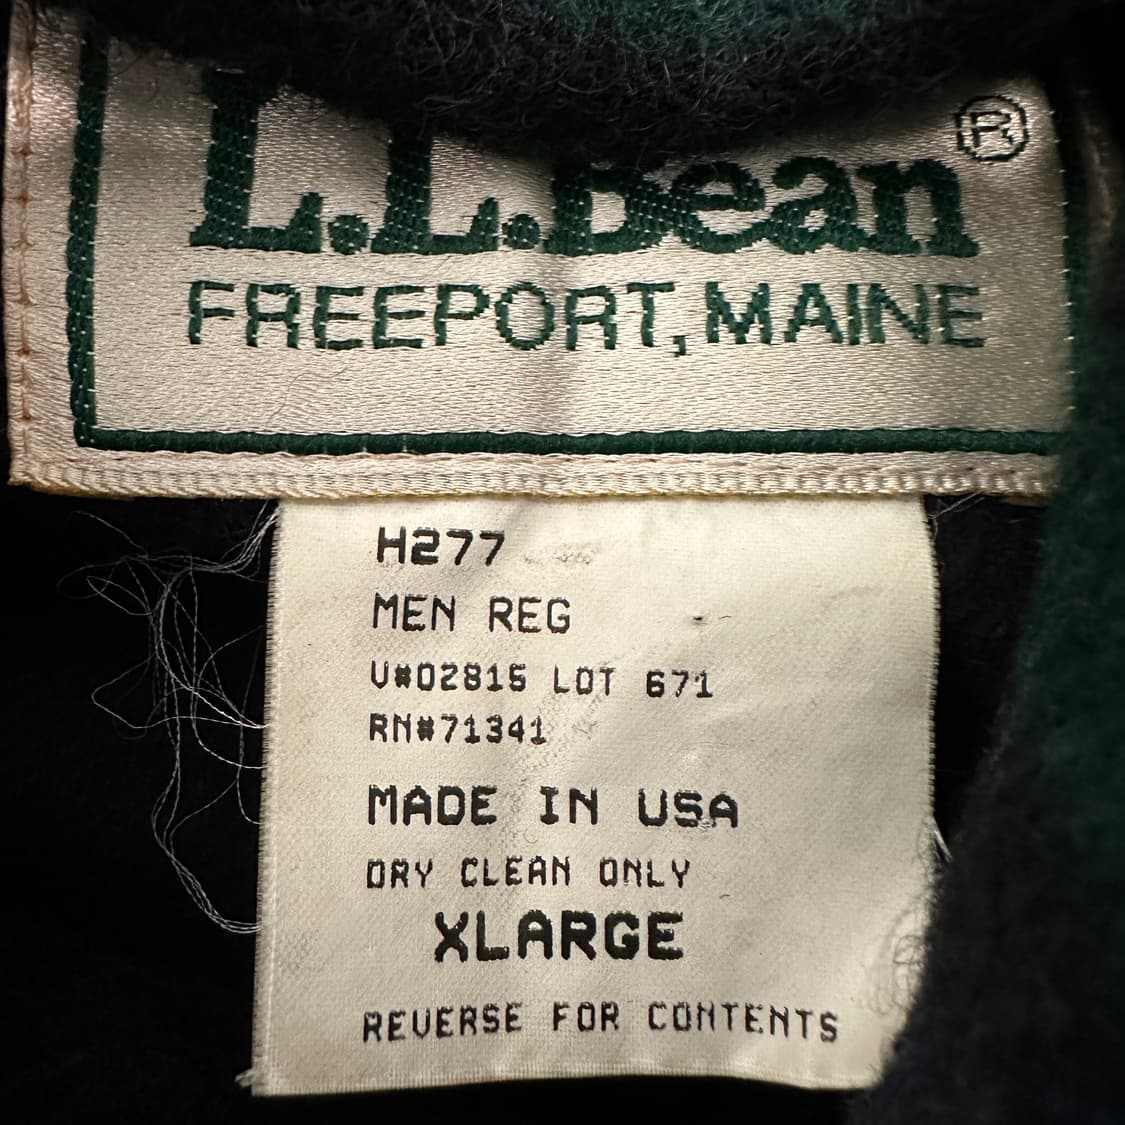 L.L.Bean ®
FREEPORT, MAINE
H277
MEN REG
V#02815 LOT 671
RN#71341
MADE IN USA
DRY CLEAN ONLY
XLARGE
REVERSE FOR CONTENTS